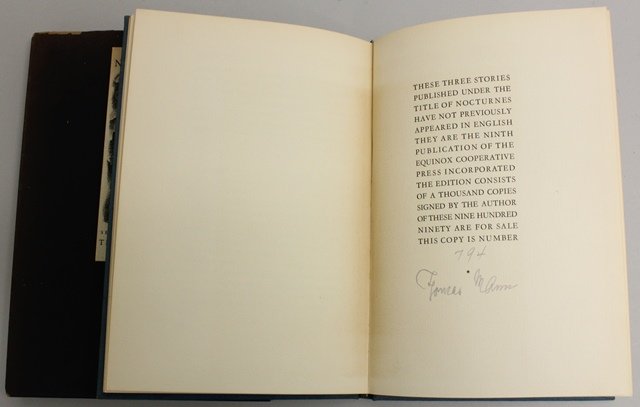 N
T
THESE THREE STORIES
PUBLISHED UNDER THE
TITLE OF NOCTURNES
HAVE NOT PREVIOUSLY
APPEARED IN ENGLISH
THEY ARE THE NINTH
PUBLICATION OF THE
EQUINOX COOPERATIVE
PRESS INCORPORATED
THE EDITION CONSISTS
OF A THOUSAND COPIES
SIGNED BY THE AUTHOR
OF THESE NINE HUNDRED
NINETY ARE FOR SALE
THIS COPY IS NUMBER
794
Thomas Mann